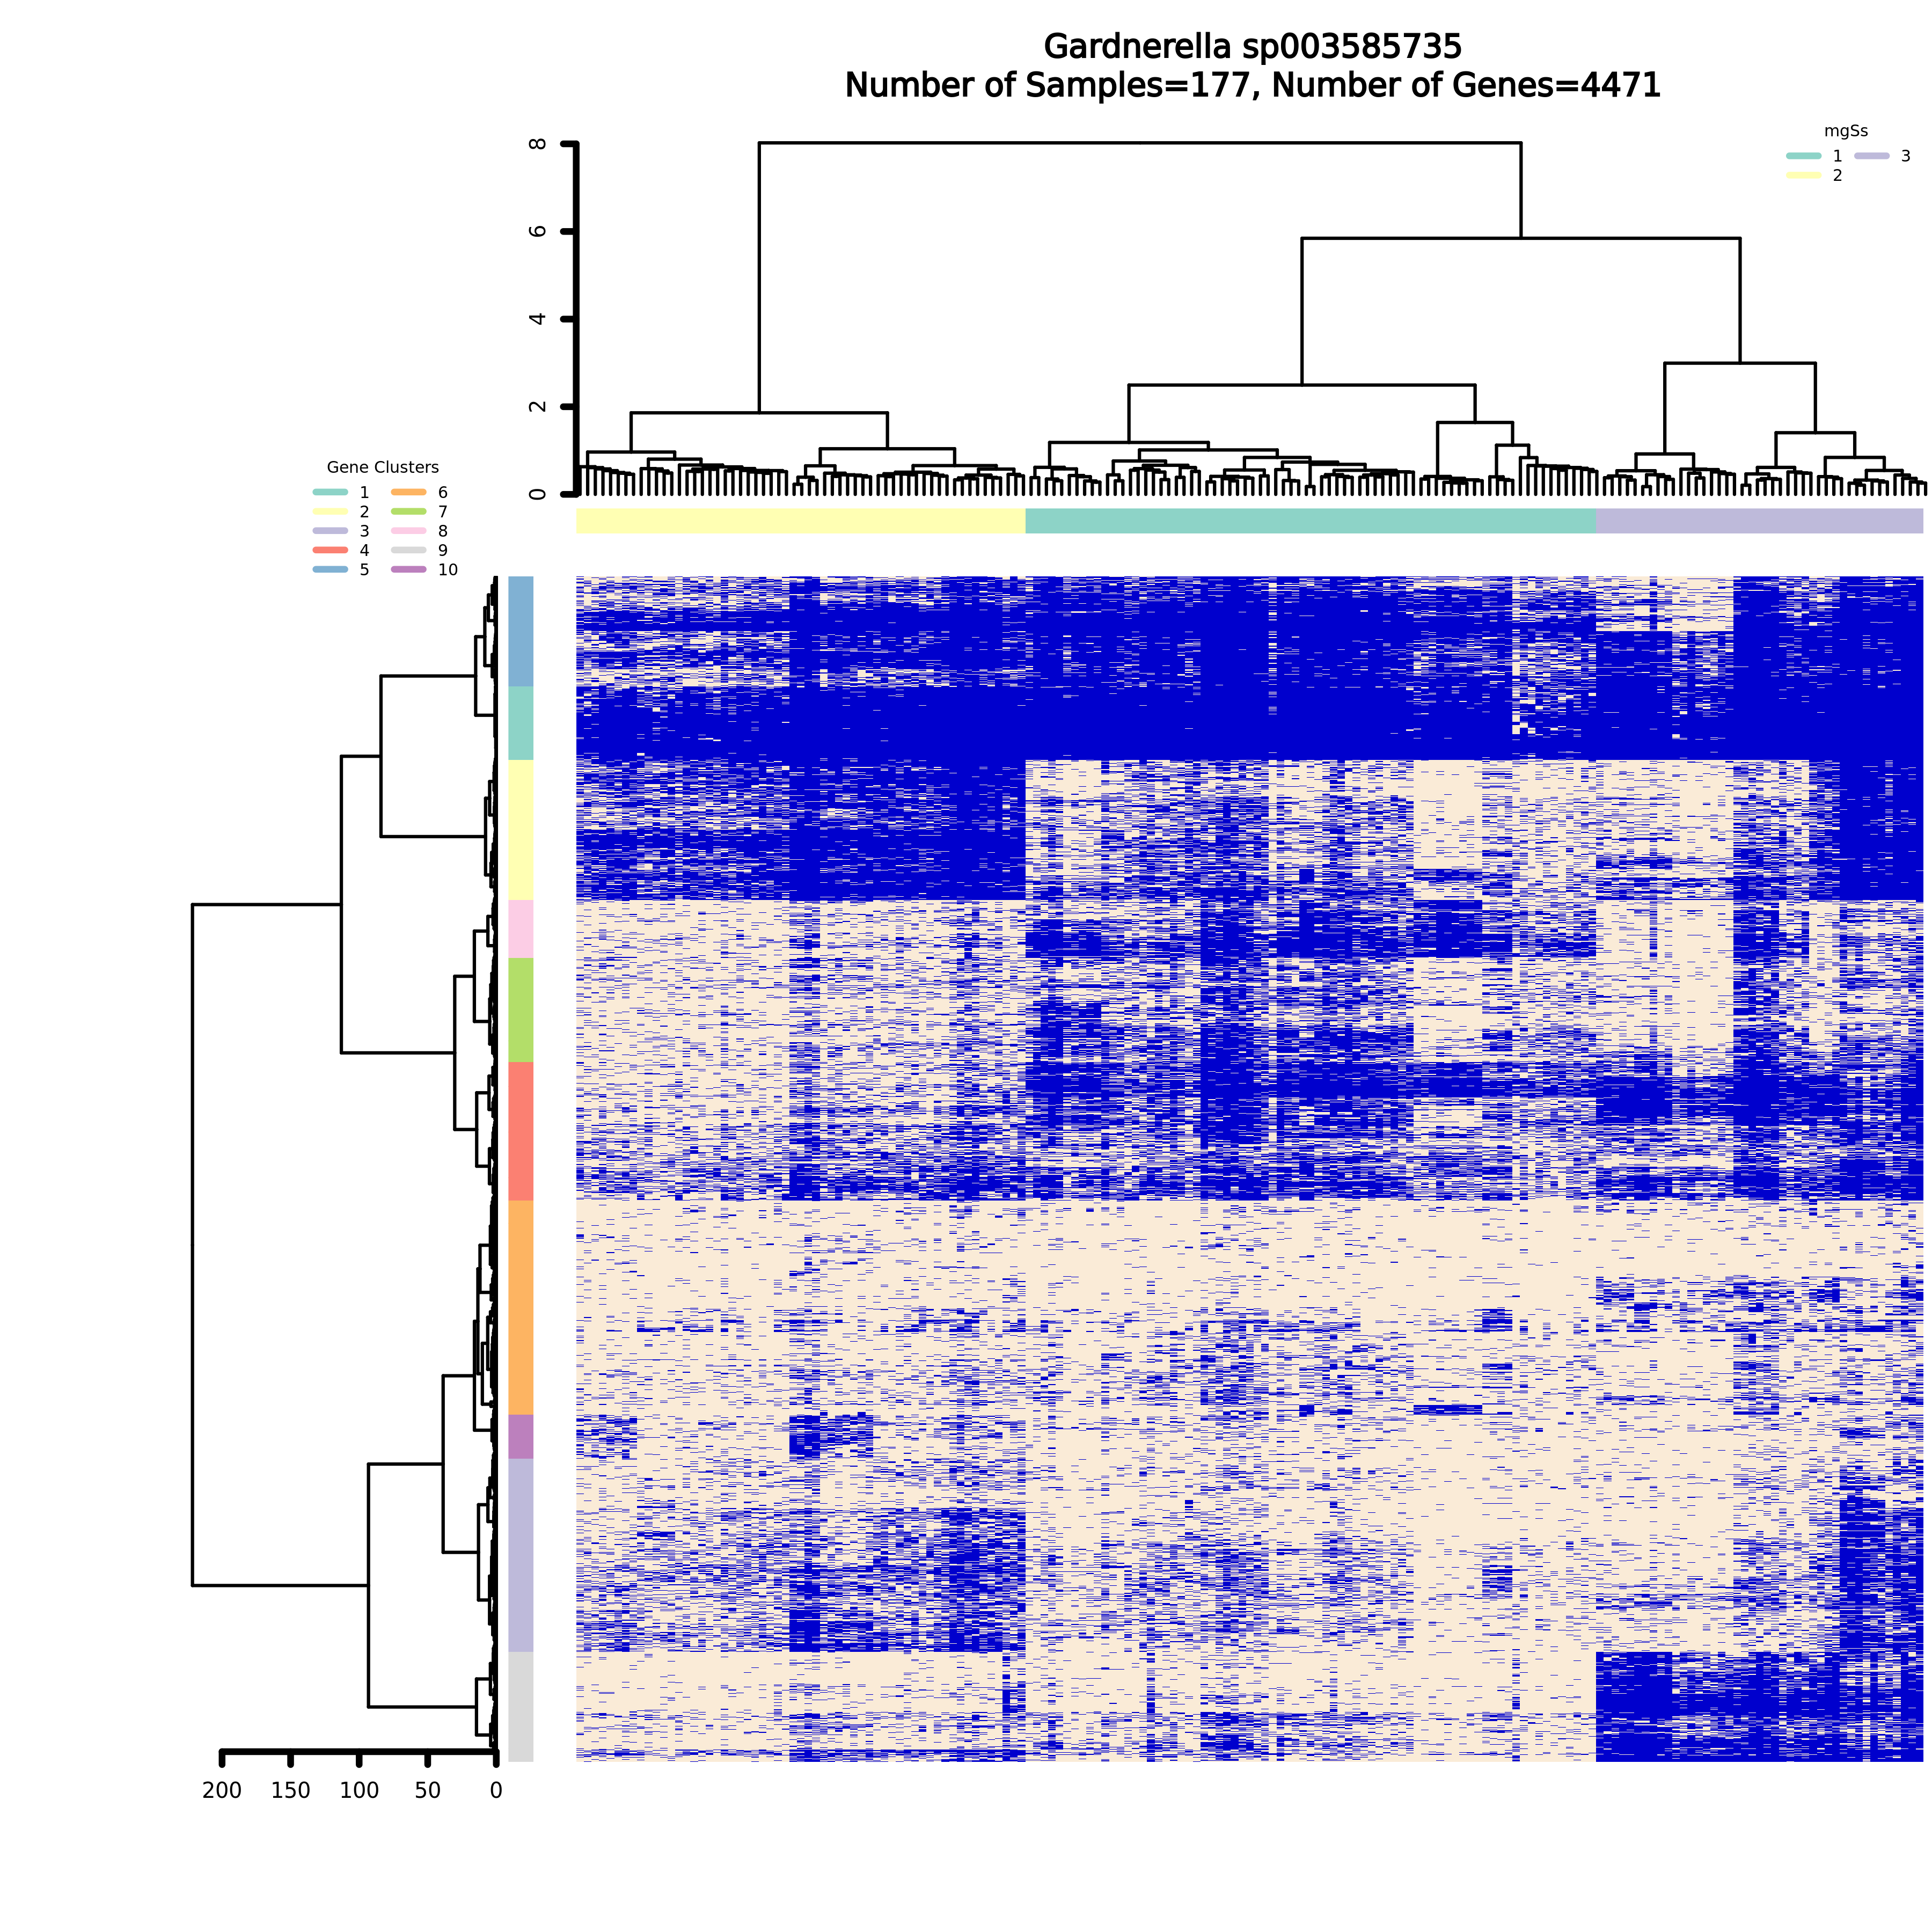 Gardnerella sp003585735
Number of Samples=177, Number of Genes=4471
mgSs
1 3
2
8
6
4
2
0
Gene Clusters
1 6
2 7
3 8
4 9
5 10
200 150 100 50 0